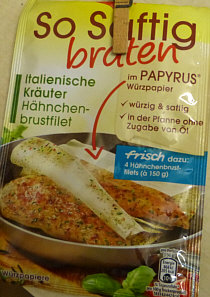 So Saftig
braten
Italienische
Kräuter
Hähnchen-
brustfilet
im PAPYRUS®
Würzpapier
✓ würzig & saftig
✓ in der Pfanne ohne
Zugabe von Öl
frisch dazu:
4 Hähnchenbrust-
filets (à 150 g)
Würzpapiere